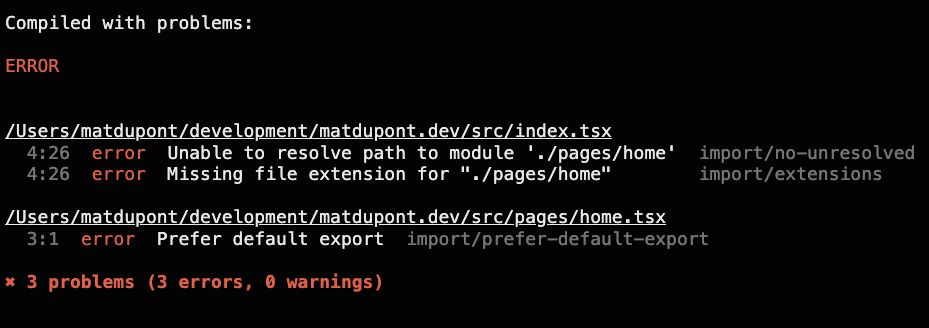 Compiled with problems:
ERROR
/Users/matdupont/development/matdupont.dev/src/index.tsx
4:26 error Unable to resolve path to module './pages/home' import/no-unresolved
4:26 error Missing file extension for "./pages/home" import/extensions
/Users/matdupont/development/matdupont.dev/src/pages/home.tsx
3:1 error Prefer default export import/prefer-default-export
✖ 3 problems (3 errors, 0 warnings)